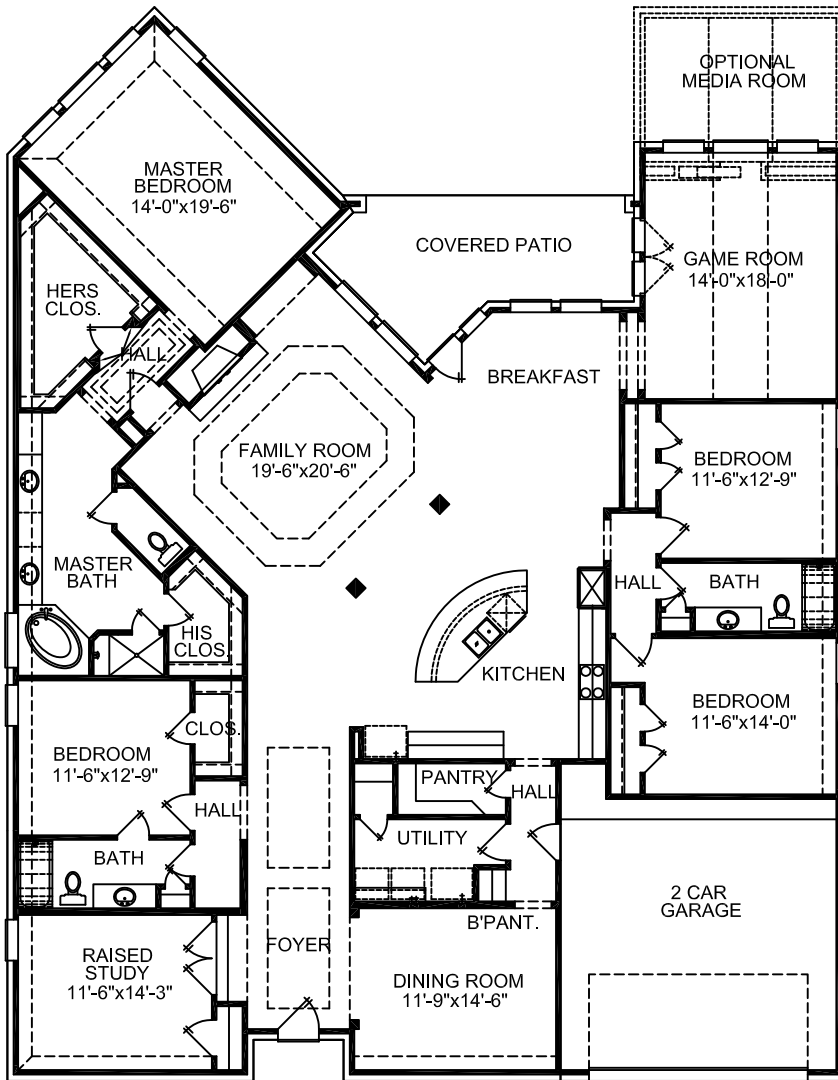 OPTIONAL
MEDIA ROOM
MASTER
BEDROOM
14'-0"x19'-6"
COVERED PATIO
GAME ROOM
14'-0"x18'-0"
HERS
CLOS.
HALL
BREAKFAST
FAMILY ROOM
19'-6"x20'-6"
BEDROOM
11'-6"x12'-9"
MASTER
BATH
HALL
BATH
HIS
CLOS.
KITCHEN
BEDROOM
11'-6"x14'-0"
BEDROOM
11'-6"x12'-9"
CLOS.
PANTRY
HALL
HALL
UTILITY
BATH
2 CAR
GARAGE
B'PANT.
FOYER
RAISED
STUDY
11'-6"x14'-3"
DINING ROOM
11'-9"x14'-6"